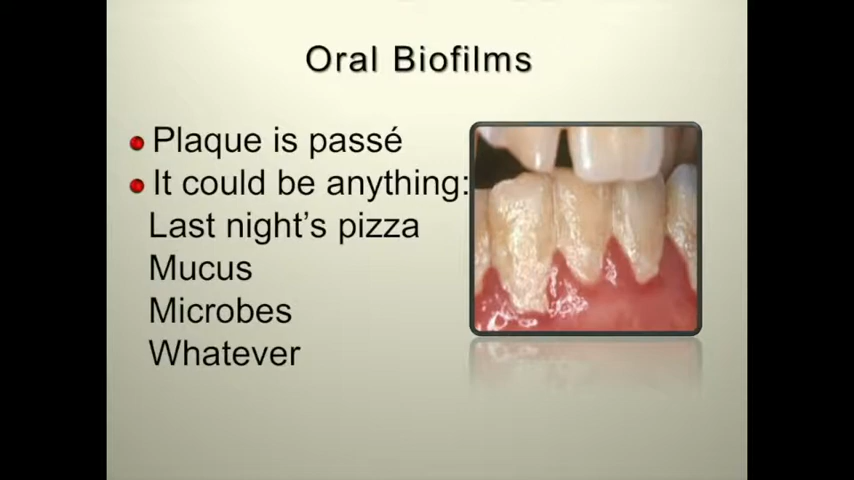 Oral Biofilms
Plaque is passé
It could be anything:
Last night's pizza
Mucus
Microbes
Whatever